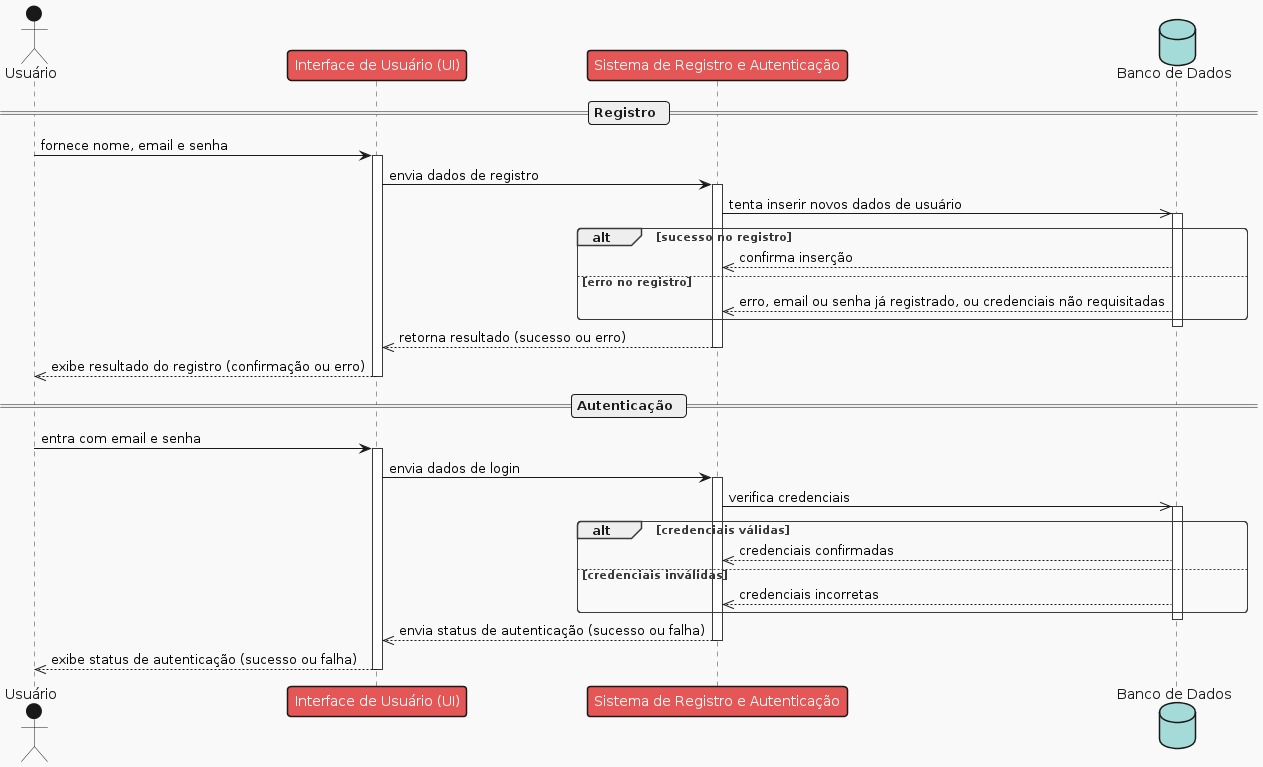 Usuário
Interface de Usuário (UI)
Sistema de Registro e Autenticação
Banco de Dados
Registro
fornece nome, email e senha
envia dados de registro
tenta inserir novos dados de usuário
alt
[sucesso no registro]
confirma inserção
[erro no registro]
erro, email ou senha já registrado, ou credenciais não requisitadas
retorna resultado (sucesso ou erro)
exibe resultado do registro (confirmação ou erro)
Autenticação
entra com email e senha
envia dados de login
verifica credenciais
alt
[credenciais válidas]
credenciais confirmadas
[credenciais inválidas]
credenciais incorretas
envia status de autenticação (sucesso ou falha)
exibe status de autenticação (sucesso ou falha)
Usuário
Interface de Usuário (UI)
Sistema de Registro e Autenticação
Banco de Dados